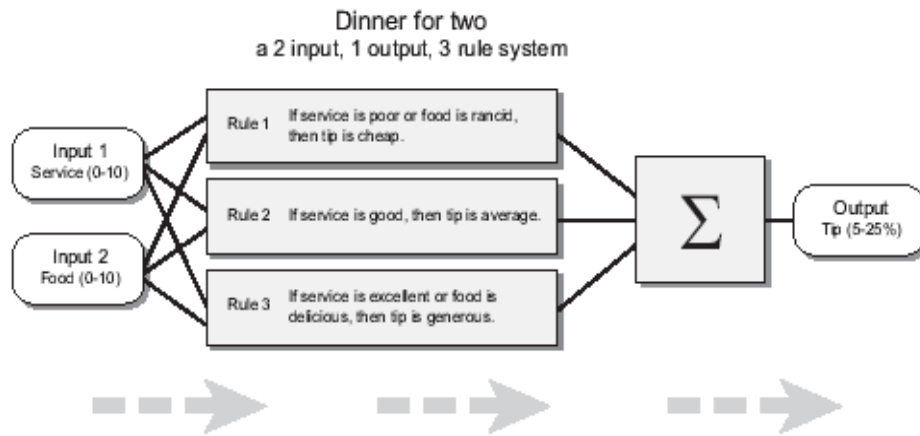 Dinner for two
a 2 input, 1 output, 3 rule system
Input 1
Service (0-10)
Input 2
Food (0-10)
Rule 1
If service is poor or food is rancid,
then tip is cheap.
Rule 2
If service is good, then tip is average.
Rule 3
If service is excellent or food is
delicious, then tip is generous.
Σ
Output
Tip (5-25%)